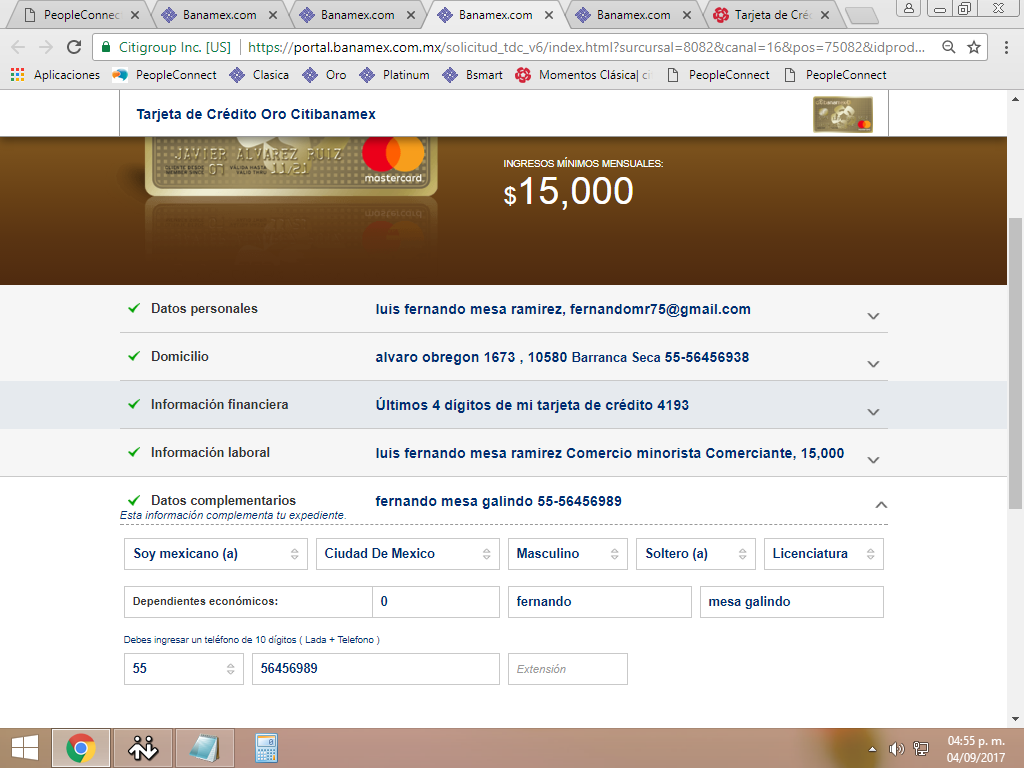 PeopleConnec
Banamex.com
Banamex.com
Banamex.com
Banamex.com
Tarjeta de Cré
Citigroup Inc. [US]
https://portal.banamex.com.mx/solicitud_tdc_v6/index.html?sursursal=8082&canal=16&pos=75082&idprod...
Aplicaciones
PeopleConnect
Clasica
Oro
Platinum
Bsmart
Momentos Clásica| ci
PeopleConnect
PeopleConnect
Tarjeta de Crédito Oro Citibanamex
JAVIER ALVAREZ RUIZ
07
11/21
mastercard
INGRESOS MÍNIMOS MENSUALES:
$15,000
Datos personales
luis fernando mesa ramirez, fernandomr75@gmail.com
Domicilio
alvaro obregon 1673 , 10580 Barranca Seca 55-56456938
Información financiera
Últimos 4 dígitos de mi tarjeta de crédito 4193
Información laboral
luis fernando mesa ramirez Comercio minorista Comerciante, 15,000
Datos complementarios
fernando mesa galindo 55-56456989
Esta información complementa tu expediente.
Soy mexicano (a)
Ciudad De Mexico
Masculino
Soltero (a)
Licenciatura
Dependientes económicos:
0
fernando
mesa galindo
Debes ingresar un teléfono de 10 dígitos ( Lada + Telefono )
55
56456989
Extensión
04:55 p. m.
04/09/2017